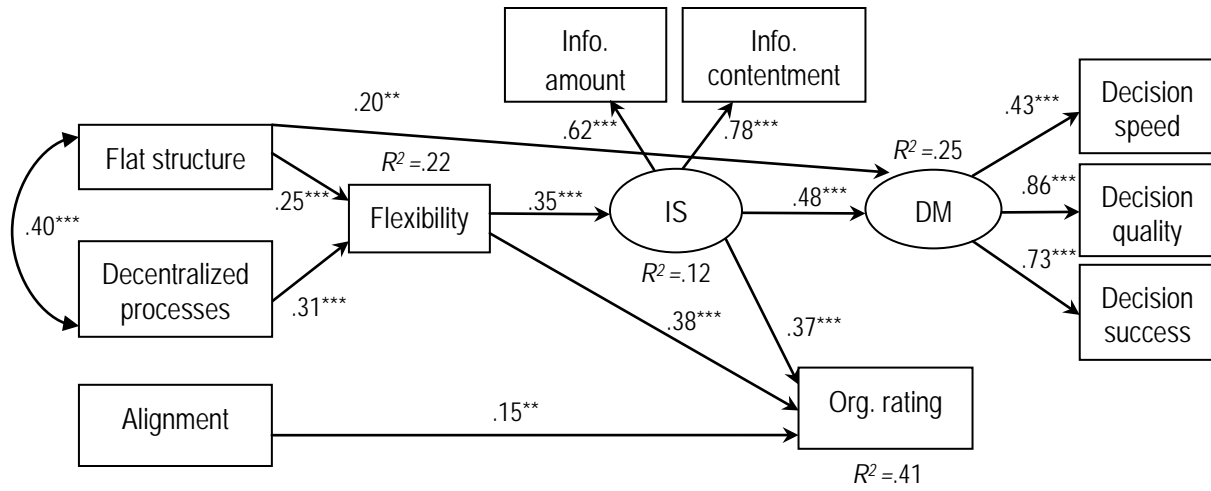 Info.
amount
Info.
contentment
Decision
speed
.20**
.62***
.78***
.43***
Flat structure
R² =.22
R² =.25
.25***
Flexibility
.35***
IS
.48***
DM
.86***
Decision
quality
.40***
Decentralized
processes
.31***
R² =.12
.73***
Decision
success
.38***
.37***
Alignment
.15**
Org. rating
R² =.41